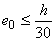 e₀ ≤ h/30